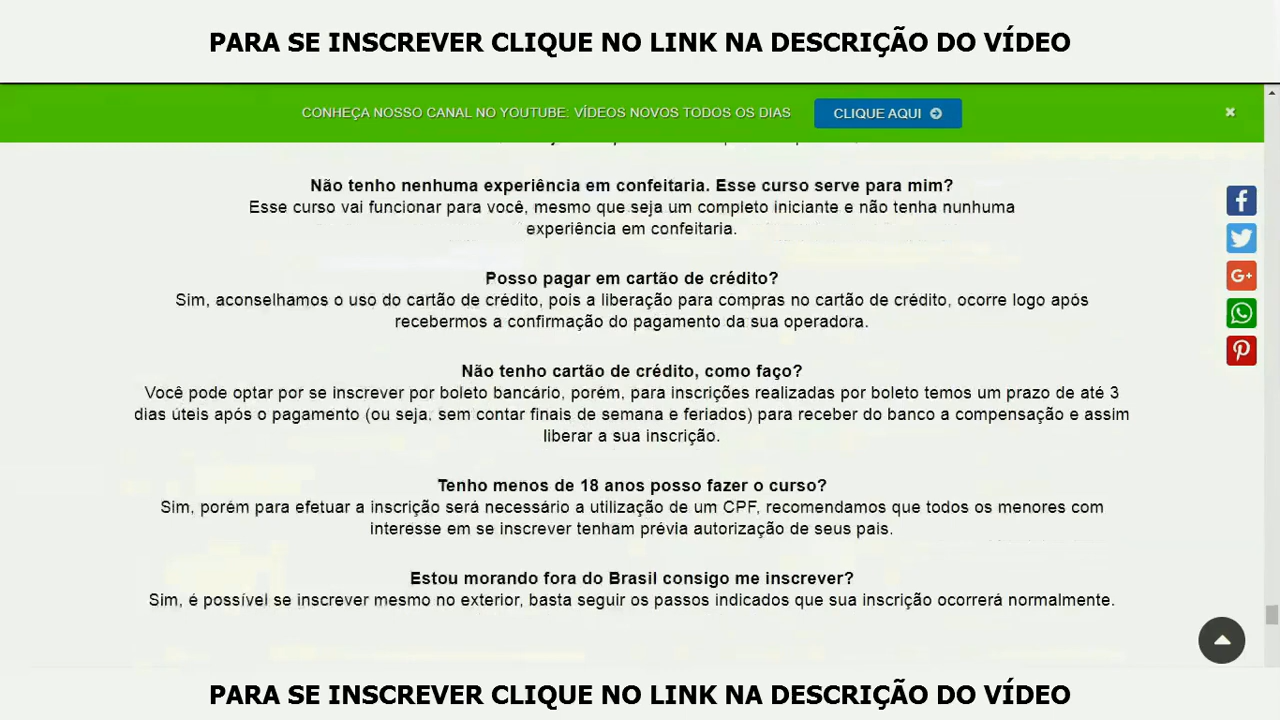 PARA SE INSCREVER CLIQUE NO LINK NA DESCRIÇÃO DO VÍDEO
CONHEÇA NOSSO CANAL NO YOUTUBE: VÍDEOS NOVOS TODOS OS DIAS CLIQUE AQUI
Não tenho nenhuma experiência em confeitaria. Esse curso serve para mim?
Esse curso vai funcionar para você, mesmo que seja um completo iniciante e não tenha nunhuma
experiência em confeitaria.
Posso pagar em cartão de crédito?
Sim, aconselhamos o uso do cartão de crédito, pois a liberação para compras no cartão de crédito, ocorre logo após
recebermos a confirmação do pagamento da sua operadora.
Não tenho cartão de crédito, como faço?
Você pode optar por se inscrever por boleto bancário, porém, para inscrições realizadas por boleto temos um prazo de até 3
dias úteis após o pagamento (ou seja, sem contar finais de semana e feriados) para receber do banco a compensação e assim
liberar a sua inscrição.
Tenho menos de 18 anos posso fazer o curso?
Sim, porém para efetuar a inscrição será necessário a utilização de um CPF, recomendamos que todos os menores com
interesse em se inscrever tenham prévia autorização de seus pais.
Estou morando fora do Brasil consigo me inscrever?
Sim, é possível se inscrever mesmo no exterior, basta seguir os passos indicados que sua inscrição ocorrerá normalmente.
PARA SE INSCREVER CLIQUE NO LINK NA DESCRIÇÃO DO VÍDEO